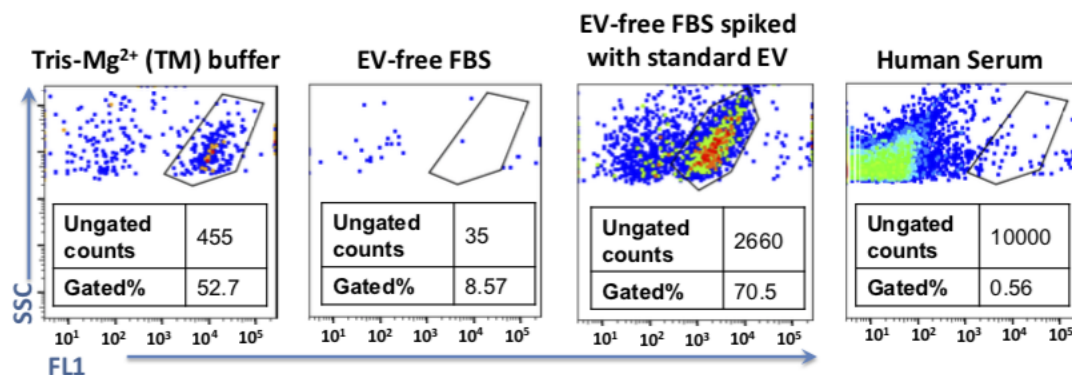 Tris-Mg²⁺ (TM) buffer
EV-free FBS
EV-free FBS spiked
with standard EV
Human Serum
SSC
Ungated
counts
455
Gated%
52.7
Ungated
counts
35
Gated%
8.57
Ungated
counts
2660
Gated%
70.5
Ungated
counts
10000
Gated%
0.56
10¹ 10² 10³ 10⁴ 10⁵
10¹ 10² 10³ 10⁴ 10⁵
10¹ 10² 10³ 10⁴ 10⁵
10¹ 10² 10³ 10⁴ 10⁵
FL1